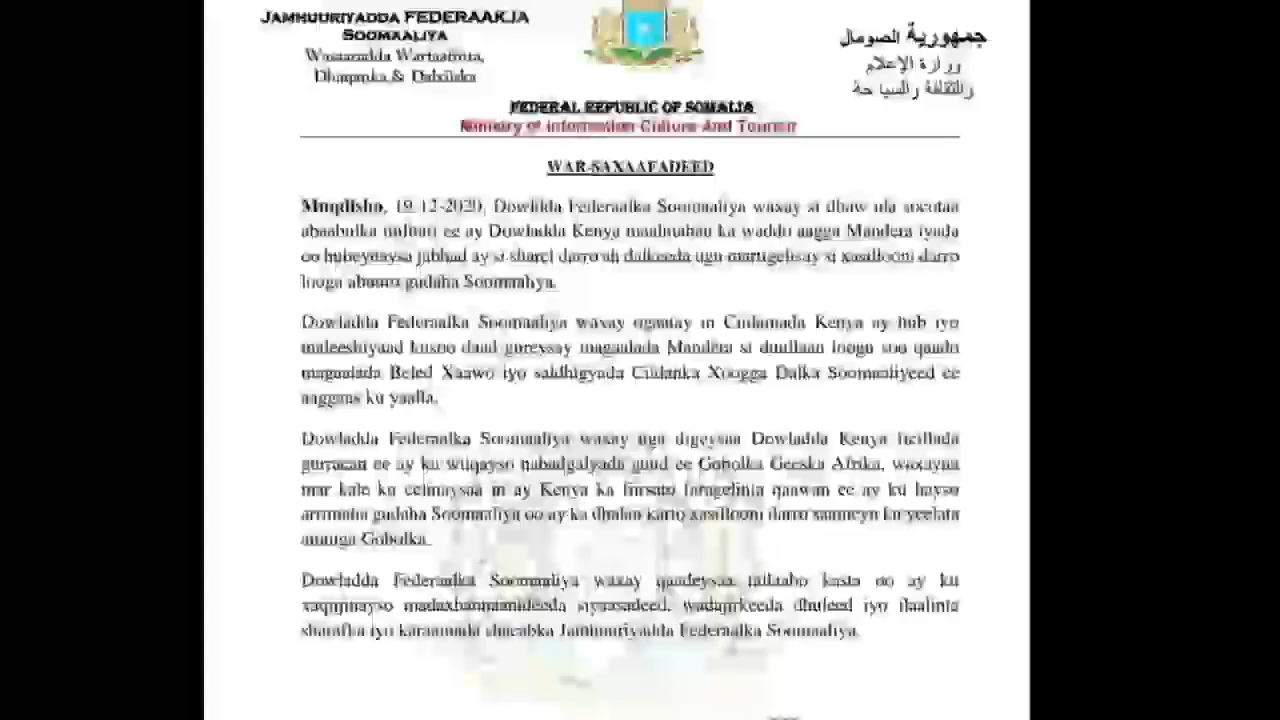 JAMHUURIYADDA FEDERAALKA
SOOMAALIYA
Wasaaradda Warfaafinta,
Dhaqanka & Dalxiiska
جمهورية الصومال
وزارة الإعلام
والثقافة والسياحة
FEDERAL REPUBLIC OF SOMALIA
Ministry of Information Culture And Tourism
WAR-SAXAAFADEED
Muqdisho, 19-12-2020, Dowladda Federaalka Soomaaliya waxay si dhaw ula socotaa
abaabulka ee ay Dowladda Kenya maalmahan ka waddo aagga Mandera iyada
oo hubeynaysa jabhad ay si sharci darro ah dalkeeda ugu martigelisay si xasillooni darro
looga abuuro gudaha Soomaaliya.
Dowladda Federaalka Soomaaliya waxay ogaatay in Ciidamada Kenya ay hub iyo
maleeshiyaad kusoo daad gureysay magaalada Mandera si duullaan looga soo qaado
magaalada Beled Xaawo iyo saldhigyada Ciidanka Xoogga Dalka Soomaaliyeed ee
aaggaas ku yaalla.
Dowladda Federaalka Soomaaliya waxay uga digeysaa Dowladda Kenya ficillada
gurracan ee ay ku wiiqayso nabadgalyada guud ee Gobolka Geeska Afrika, waxayna
mar kale ku celinaysaa in ay Kenya ka fursato faragelinta qaawan ee ay ku hayso
arrimaha gudaha Soomaaliya oo ay ka dhalan karto xasillooni darro saameyn ku yeelata
amniga Gobolka.
Dowladda Federaalka Soomaaliya waxay qaadeysaa tallaabo kasta oo ay ku
xaqiijinayso madaxbannaanideeda siyaasadeed, wadajirkeeda dhuleed iyo ilaalinta
sharafka iyo karaamada shacabka Jamhuuriyadda Federaalka Soomaaliya.